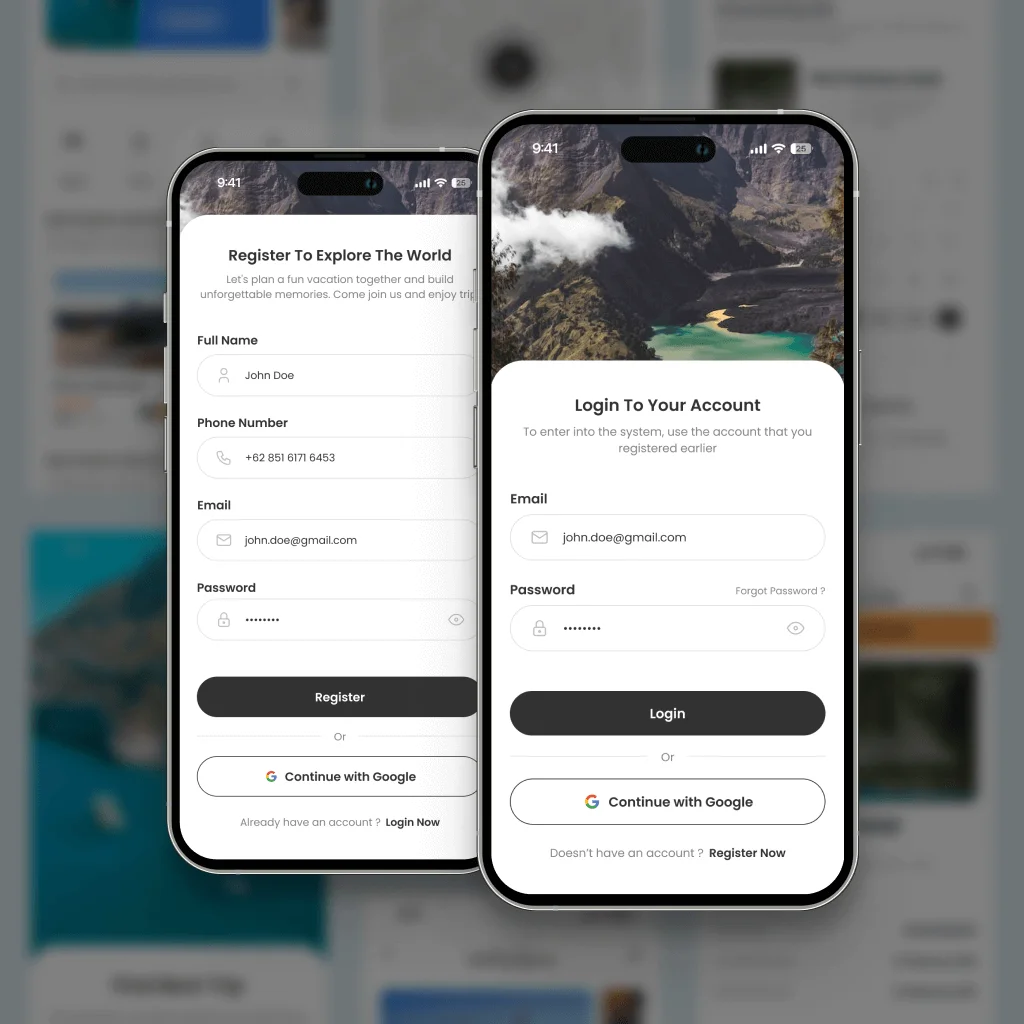 9:41
25
Register To Explore The World
Let's plan a fun vacation together and build
unforgettable memories. Come join us and enjoy
Full Name
John Doe
Phone Number
+62 851 6171 6453
Email
john.doe@gmail.com
Password
••••••••
Register
Or
Continue with Google
Already have an account ? Login Now
9:41
25
Login To Your Account
To enter into the system, use the account that you
registered earlier
Email
john.doe@gmail.com
Password
Forgot Password ?
••••••••
Login
Or
Continue with Google
Doesn't have an account ? Register Now